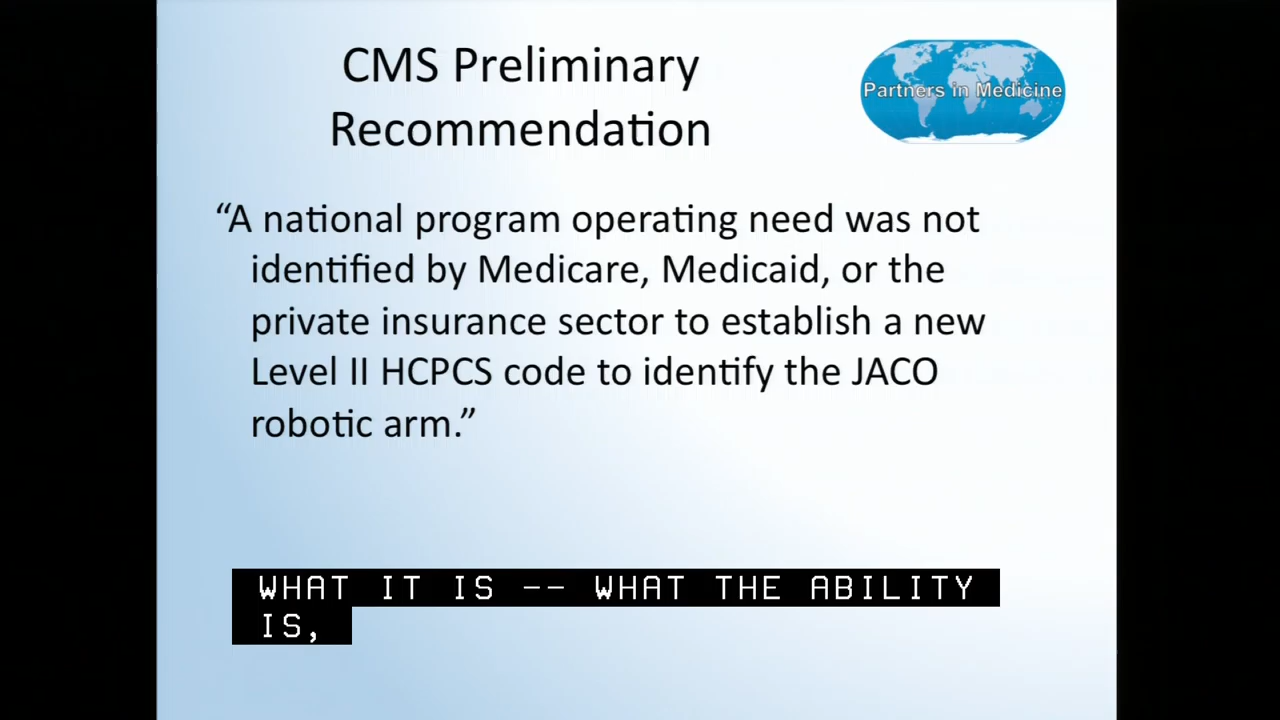 CMS Preliminary
Recommendation
Partners in Medicine
“A national program operating need was not
identified by Medicare, Medicaid, or the
private insurance sector to establish a new
Level II HCPCS code to identify the JACO
robotic arm.”
WHAT IT IS -- WHAT THE ABILITY
IS,